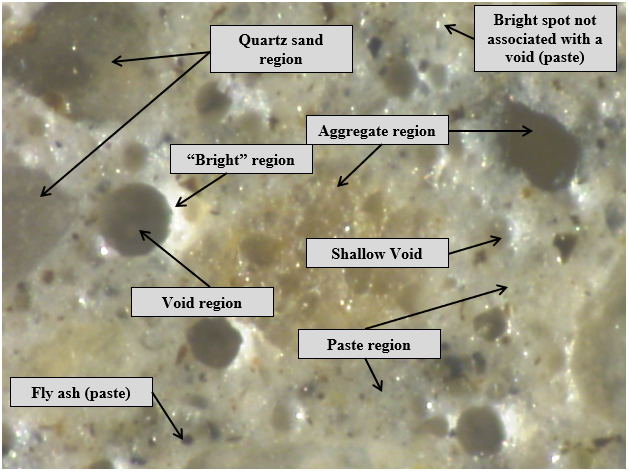 Quartz sand
region
Bright spot not
associated with a
void (paste)
Aggregate region
“Bright” region
Shallow Void
Void region
Paste region
Fly ash (paste)